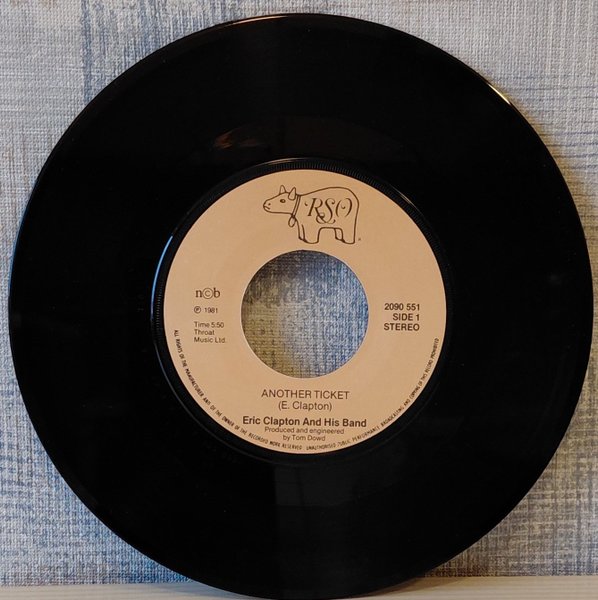 RSO
®
n©b
℗ 1981
Time 5:50
Throat
Music Ltd.
2090 551
SIDE 1
STEREO
ANOTHER TICKET
(E. Clapton)
Eric Clapton And His Band
Produced and engineered
by Tom Dowd
ALL RIGHTS OF THE MANUFACTURER AND OF THE OWNER OF THE RECORDED WORK RESERVED · UNAUTHORISED PUBLIC PERFORMANCE BROADCASTING AND COPYING OF THIS RECORD PROHIBITED